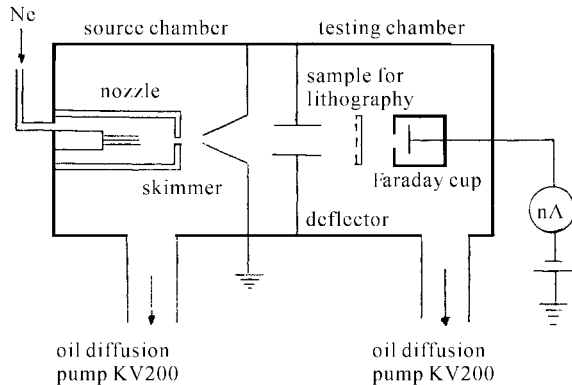 Ne
source chamber
testing chamber
nozzle
sample for
lithography
skimmer
Faraday cup
nA
deflector
oil diffusion
pump KV200
oil diffusion
pump KV200